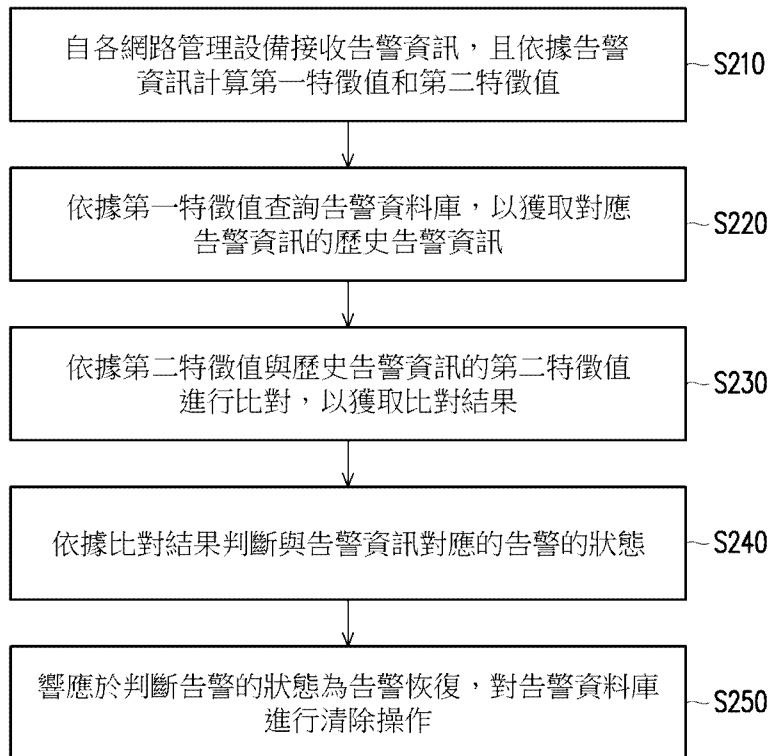 自各網路管理設備接收告警資訊，且依據告警
資訊計算第一特徵值和第二特徵值
S210
依據第一特徵值查詢告警資料庫，以獲取對應
告警資訊的歷史告警資訊
S220
依據第二特徵值與歷史告警資訊的第二特徵值
進行比對，以獲取比對結果
S230
依據比對結果判斷與告警資訊對應的告警的狀態
S240
響應於判斷告警的狀態為告警恢復，對告警資料庫
進行清除操作
S250